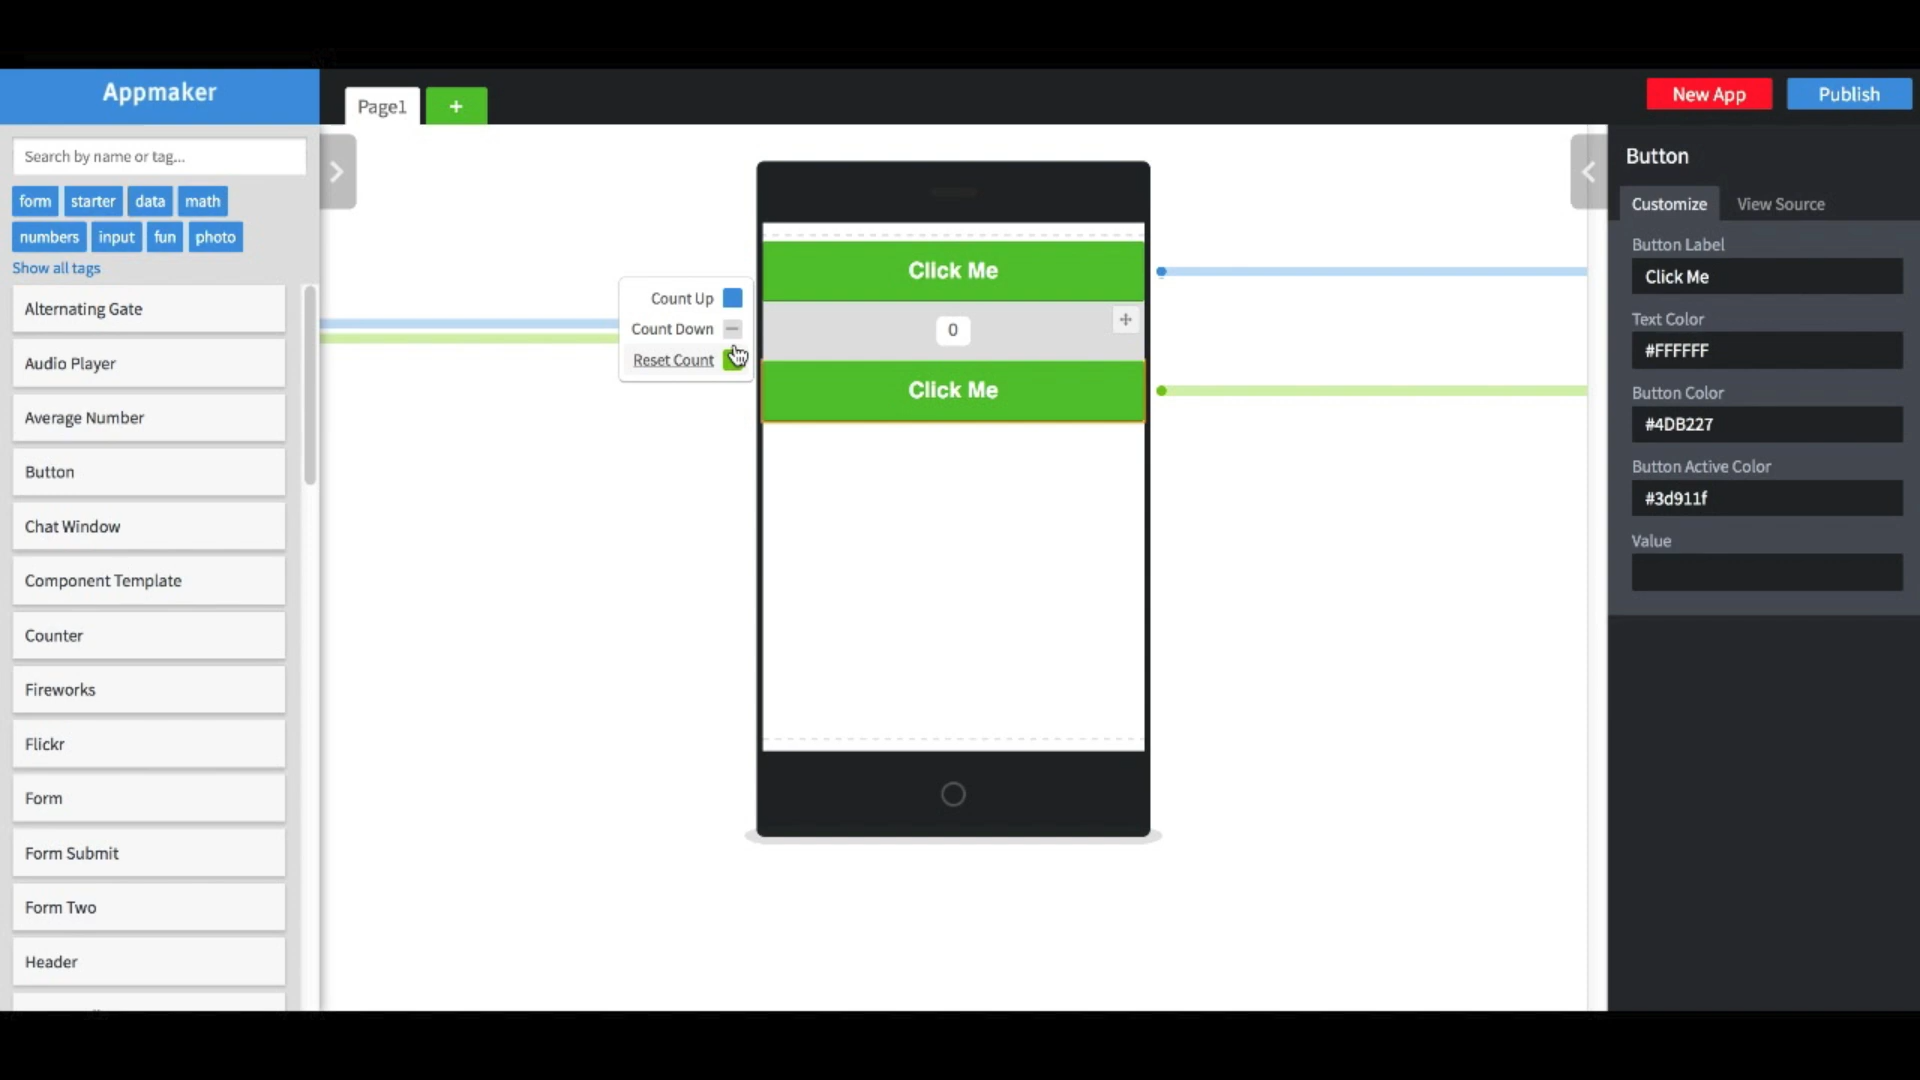 Appmaker
Page1
+
New App
Publish
Search by name or tag...
form
starter
data
math
numbers
input
fun
photo
Show all tags
Alternating Gate
Audio Player
Average Number
Button
Chat Window
Component Template
Counter
Fireworks
Flickr
Form
Form Submit
Form Two
Header
Count Up
Count Down
Reset Count
Click Me
0
Click Me
Button
Customize
View Source
Button Label
Click Me
Text Color
#FFFFFF
Button Color
#4DB227
Button Active Color
#3d911f
Value